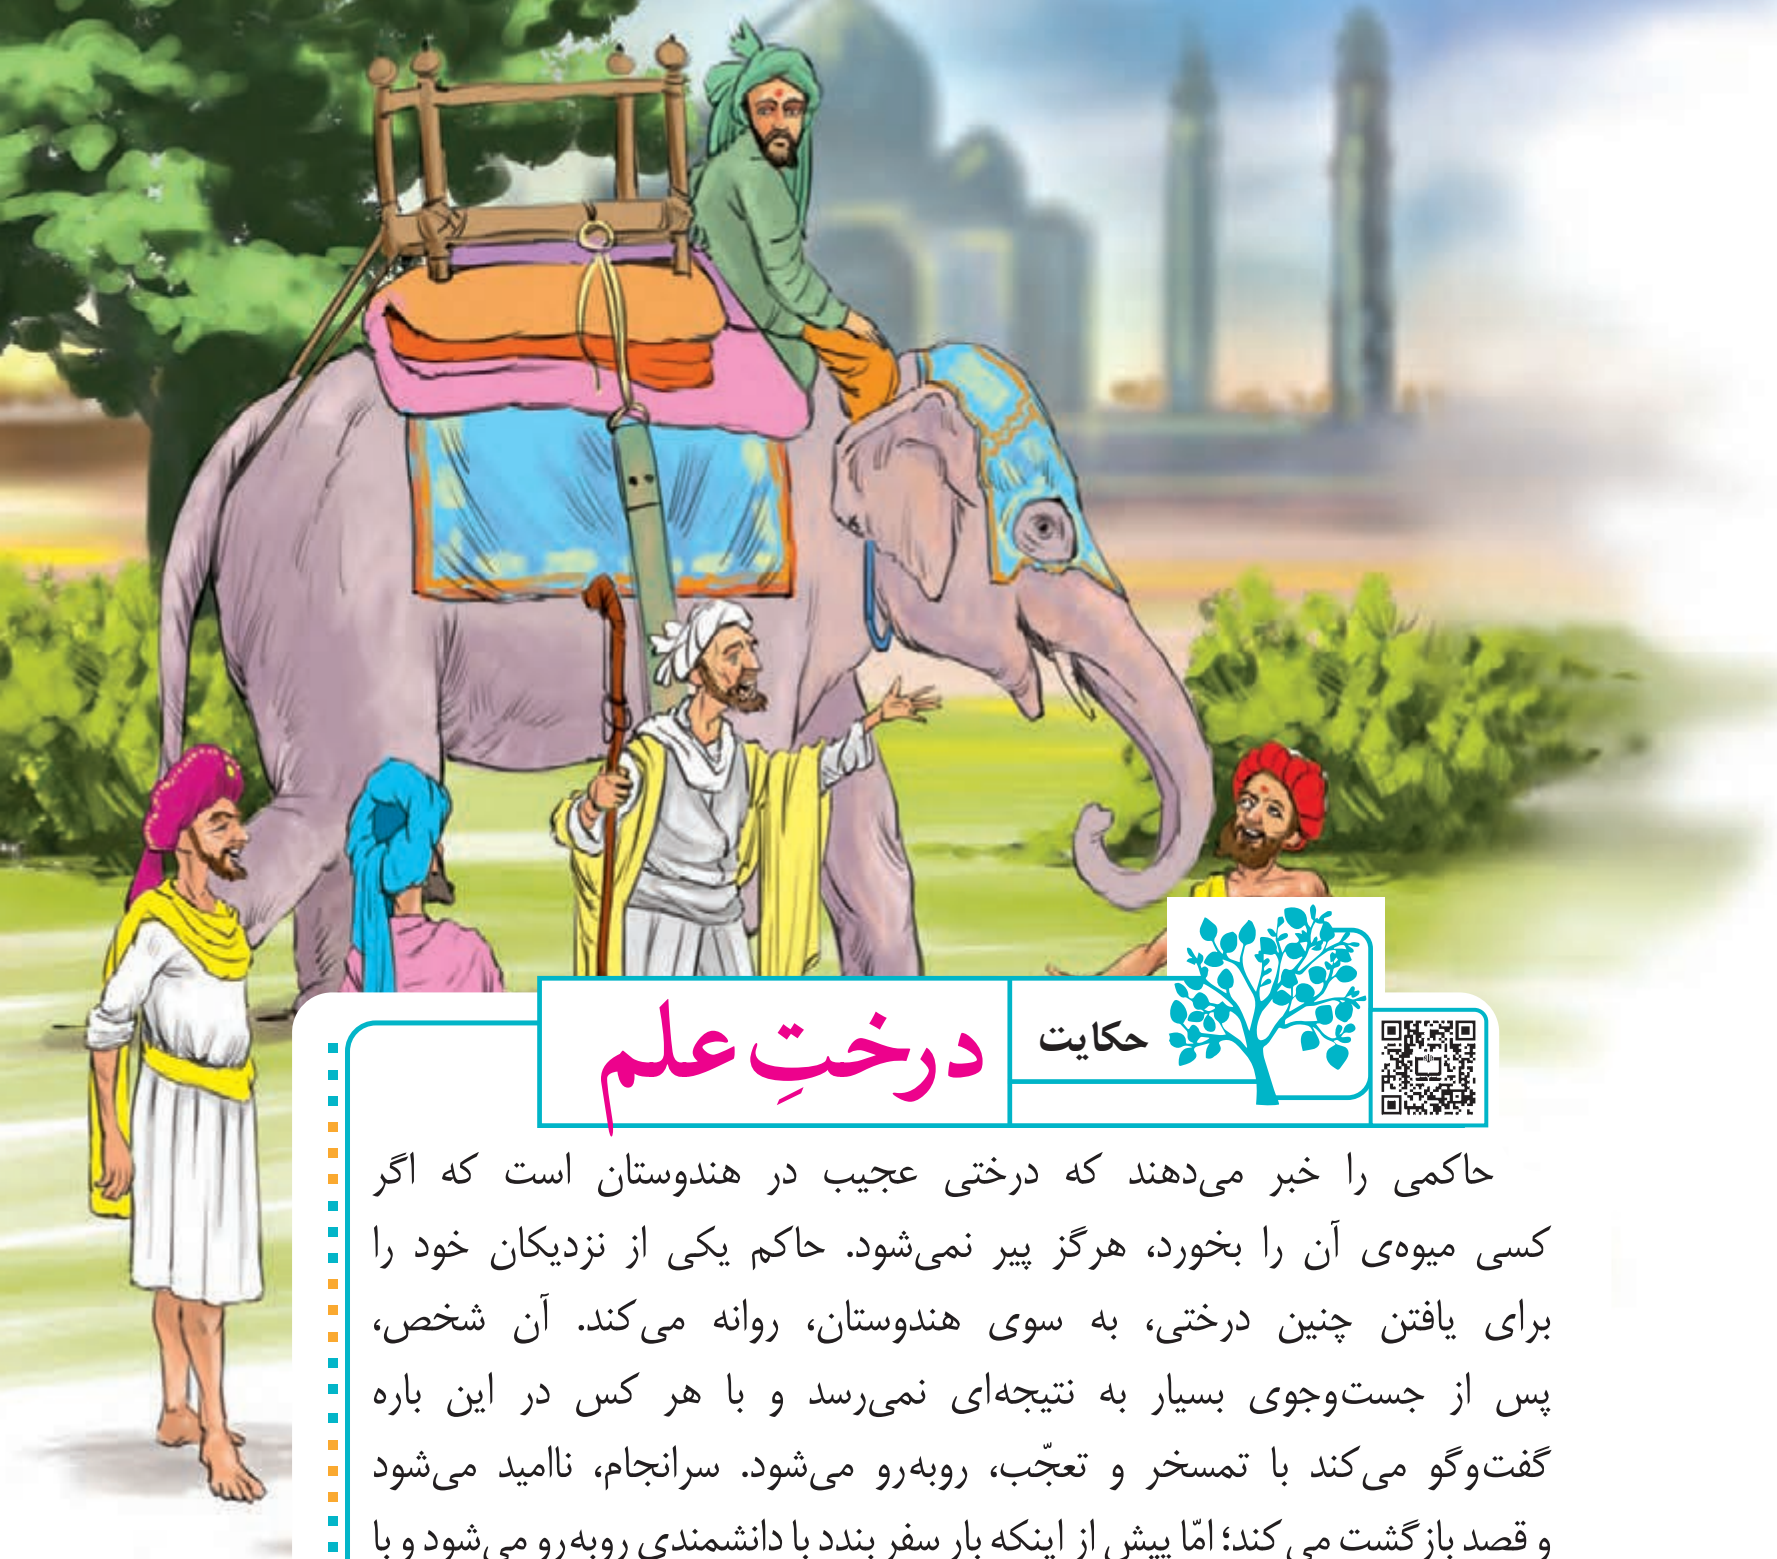 حکایت
درختِ علم
حاکمی را خبر می‌دهند که درختی عجیب در هندوستان است که اگر
کسی میوه‌ی آن را بخورد، هرگز پیر نمی‌شود. حاکم یکی از نزدیکان خود را
برای یافتن چنین درختی، به سوی هندوستان، روانه می‌کند. آن شخص،
پس از جست‌وجوی بسیار به نتیجه‌ای نمی‌رسد و با هر کس در این باره
گفت‌وگو می‌کند با تمسخر و تعجّب، روبه‌رو می‌شود. سرانجام، ناامید می‌شود
و قصد بازگشت می‌کند؛ امّا پیش از اینکه بار سفر بندد با دانشمندی روبه‌رو می‌شود و با